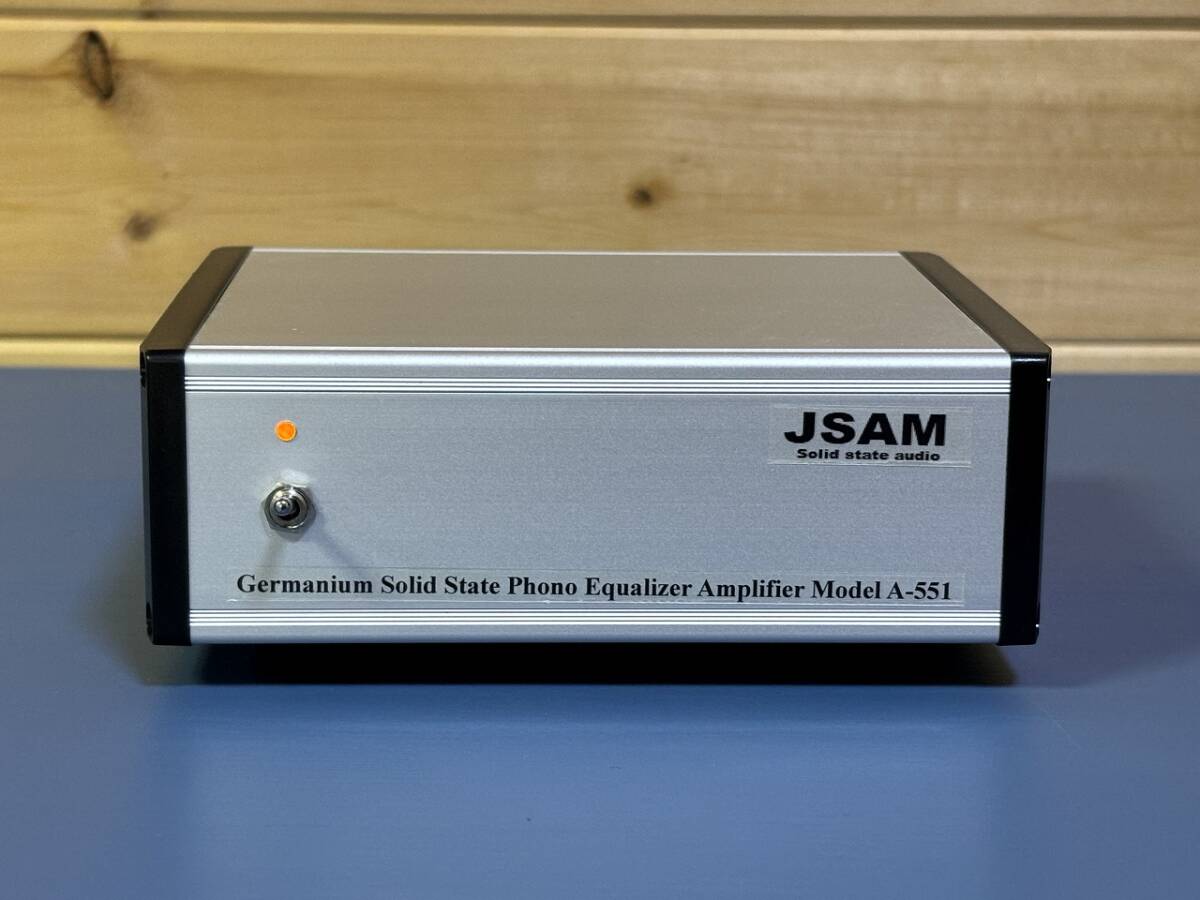 JSAM
Solid state audio
Germanium Solid State Phono Equalizer Amplifier Model A-551